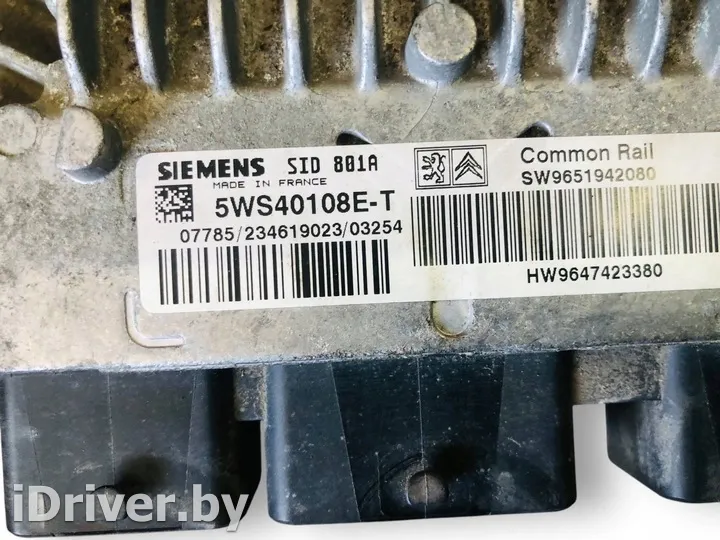 SIEMENS SID 801A
MADE IN FRANCE
5WS40108E-T
07785/234619023/03254
Common Rail
SW9651942080
HW9647423380
iDriver.by